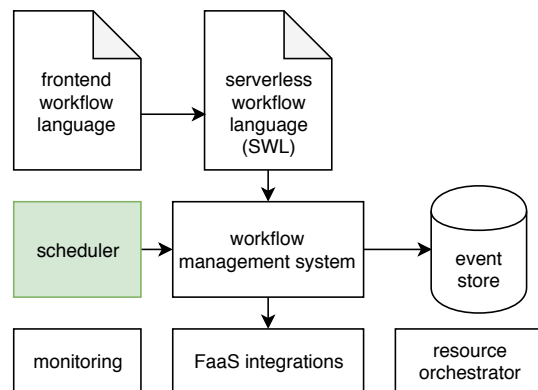 frontend
workflow
language
serverless
workflow
language
(SWL)
scheduler
workflow
management system
event
store
monitoring
FaaS integrations
resource
orchestrator